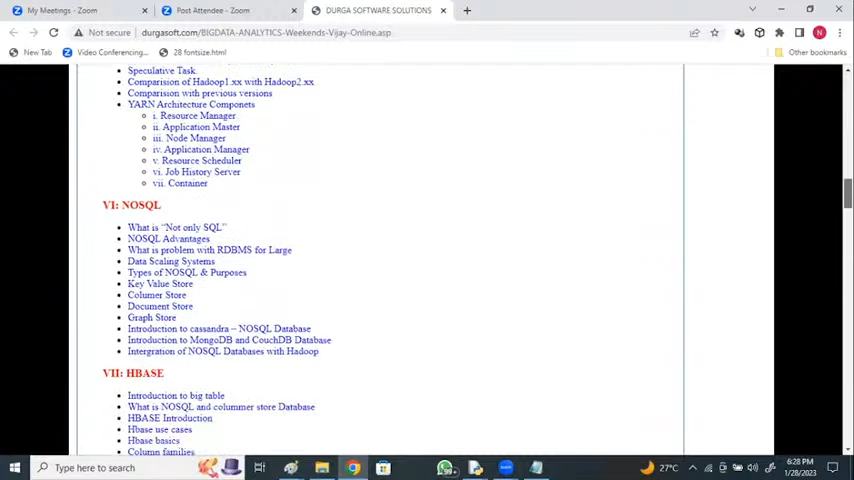 My Meetings - Zoom
Post Attendee - Zoom
DURGA SOFTWARE SOLUTIONS
Not secure | durgasoft.com/BIGDATA-ANALYTICS-Weekends-Vijay-Online.asp
N
New Tab
Video Conferencing...
28 fontsize.html
Other bookmarks
Speculative Task.
Comparision of Hadoop1.xx with Hadoop2.xx
Comparision with previous versions
YARN Architecture Componets
i. Resource Manager
ii. Application Master
iii. Node Manager
iv. Application Manager
v. Resource Scheduler
vi. Job History Server
vii. Container
VI: NOSQL
What is “Not only SQL”
NOSQL Advantages
What is problem with RDBMS for Large
Data Scaling Systems
Types of NOSQL & Purposes
Key Value Store
Columer Store
Document Store
Graph Store
Introduction to cassandra – NOSQL Database
Introduction to MongoDB and CouchDB Database
Intergration of NOSQL Databases with Hadoop
VII: HBASE
Introduction to big table
What is NOSQL and colummer store Database
HBASE Introduction
Hbase use cases
Hbase basics
Column families
Type here to search
99+
27°C
6:28 PM
1/28/2023